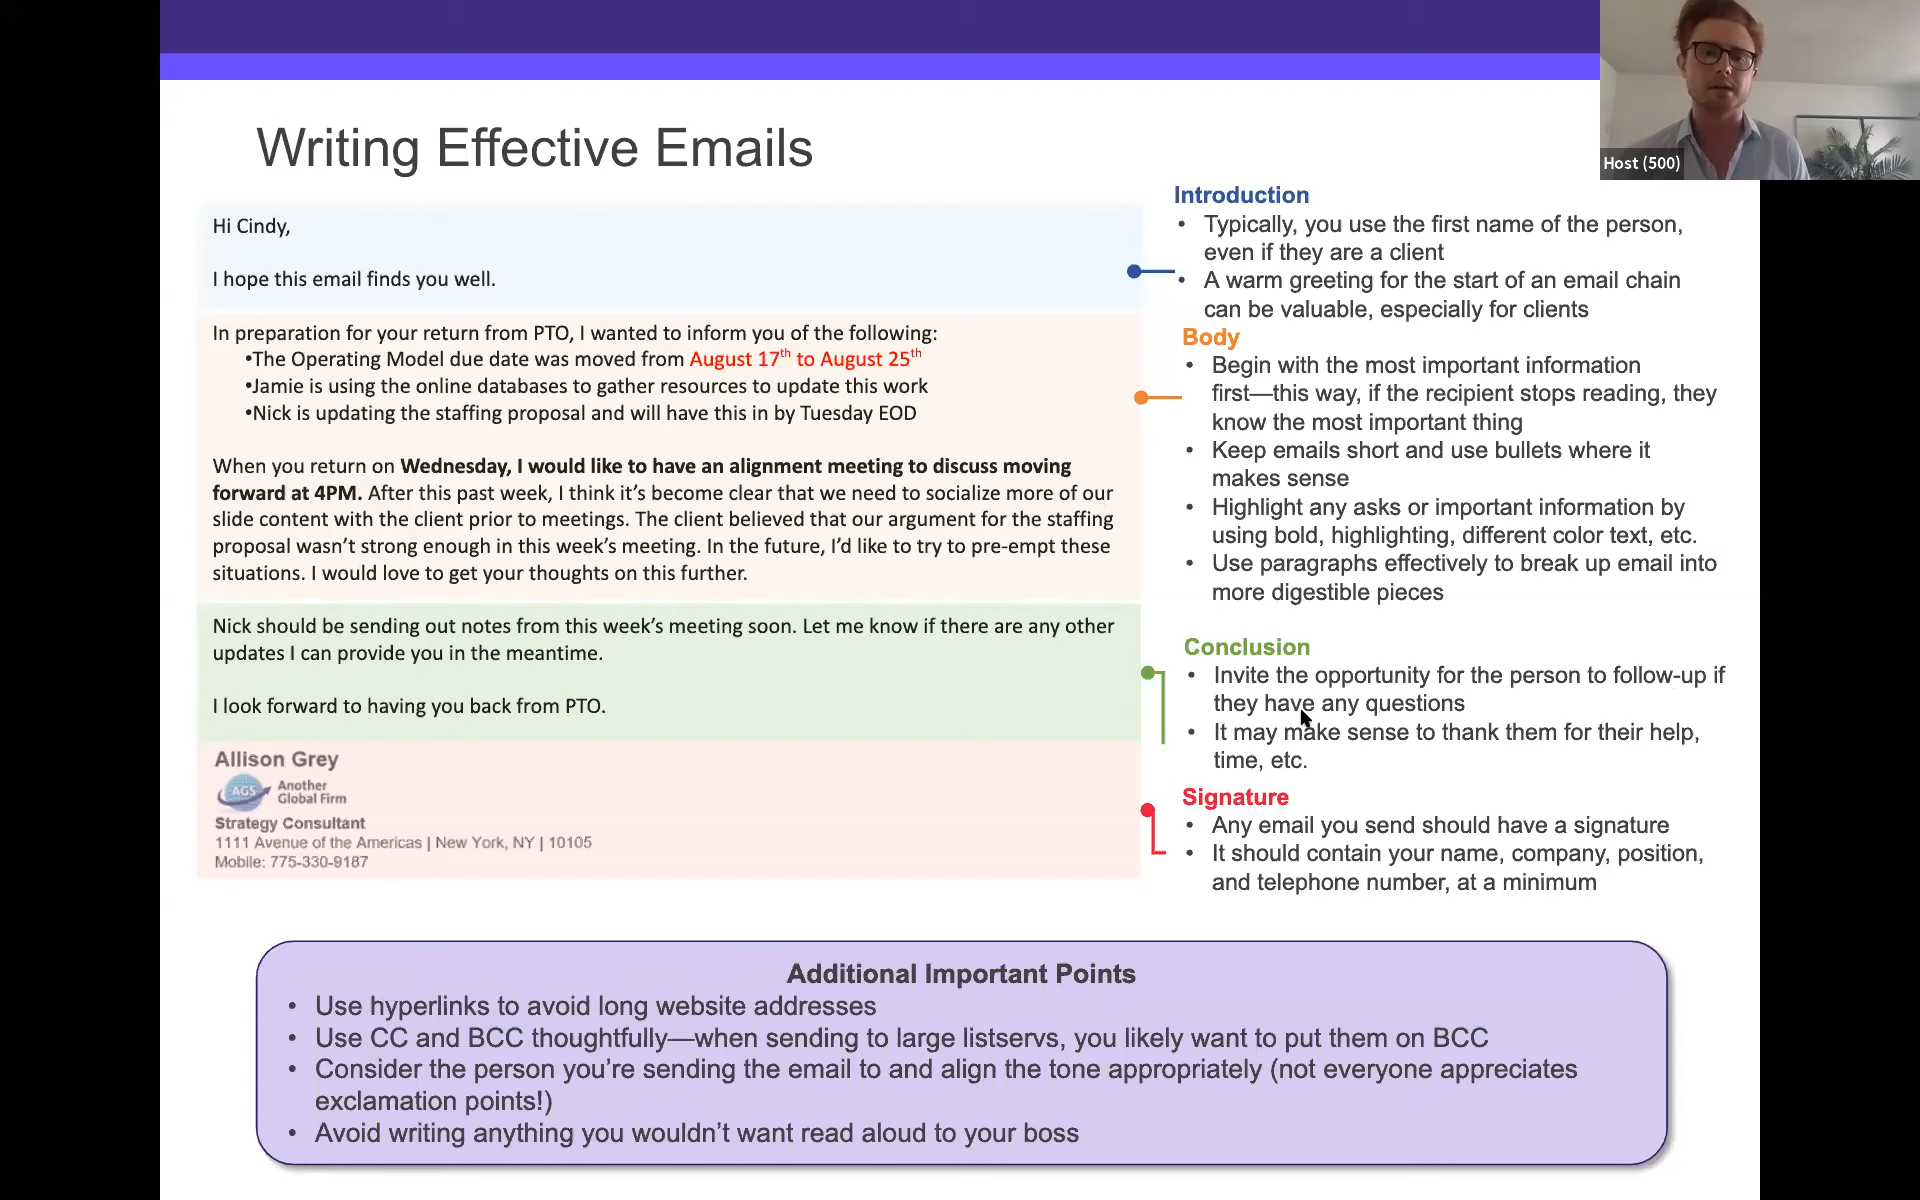 Host (500)
Writing Effective Emails
Hi Cindy,
I hope this email finds you well.
In preparation for your return from PTO, I wanted to inform you of the following:
•The Operating Model due date was moved from August 17th to August 25th
•Jamie is using the online databases to gather resources to update this work
•Nick is updating the staffing proposal and will have this in by Tuesday EOD
When you return on Wednesday, I would like to have an alignment meeting to discuss moving
forward at 4PM. After this past week, I think it’s become clear that we need to socialize more of our
slide content with the client prior to meetings. The client believed that our argument for the staffing
proposal wasn’t strong enough in this week’s meeting. In the future, I’d like to try to pre-empt these
situations. I would love to get your thoughts on this further.
Nick should be sending out notes from this week’s meeting soon. Let me know if there are any other
updates I can provide you in the meantime.
I look forward to having you back from PTO.
Allison Grey
AGS Another
Global Firm
Strategy Consultant
1111 Avenue of the Americas | New York, NY | 10105
Mobile: 775-330-9187
Introduction
• Typically, you use the first name of the person,
even if they are a client
• A warm greeting for the start of an email chain
can be valuable, especially for clients
Body
• Begin with the most important information
first—this way, if the recipient stops reading, they
know the most important thing
• Keep emails short and use bullets where it
makes sense
• Highlight any asks or important information by
using bold, highlighting, different color text, etc.
• Use paragraphs effectively to break up email into
more digestible pieces
Conclusion
• Invite the opportunity for the person to follow-up if
they have any questions
• It may make sense to thank them for their help,
time, etc.
Signature
• Any email you send should have a signature
• It should contain your name, company, position,
and telephone number, at a minimum
Additional Important Points
• Use hyperlinks to avoid long website addresses
• Use CC and BCC thoughtfully—when sending to large listservs, you likely want to put them on BCC
• Consider the person you’re sending the email to and align the tone appropriately (not everyone appreciates
exclamation points!)
• Avoid writing anything you wouldn’t want read aloud to your boss